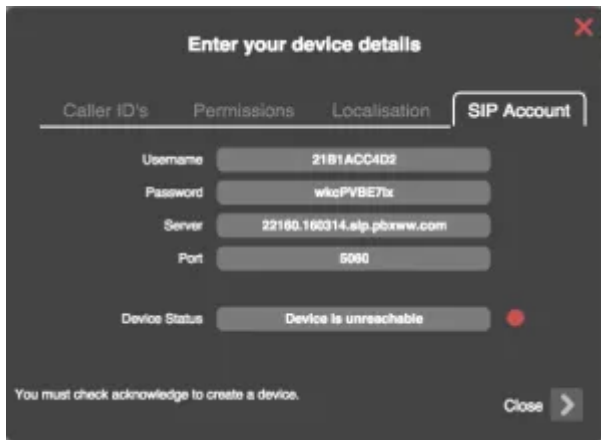 Enter your device details
Caller ID's Permissions Localisation SIP Account
Username 21B1ACC4D2
Password
Server 22160.160314.sip.pbxww.com
Port 5060
Device Status Device is unreachable
You must check acknowledge to create a device.
Close